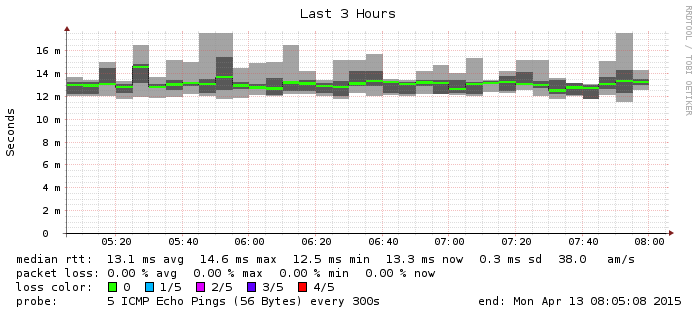 Last 3 Hours
RRDTOOL / TOBI OETIKER
Seconds
16 m
14 m
12 m
10 m
8 m
6 m
4 m
2 m
0
05:20 05:40 06:00 06:20 06:40 07:00 07:20 07:40 08:00
median rtt: 13.1 ms avg 14.6 ms max 12.5 ms min 13.3 ms now 0.3 ms sd 38.0 am/s
packet loss: 0.00 % avg 0.00 % max 0.00 % min 0.00 % now
loss color: 0 1/5 2/5 3/5 4/5
probe: 5 ICMP Echo Pings (56 Bytes) every 300s end: Mon Apr 13 08:05:08 2015